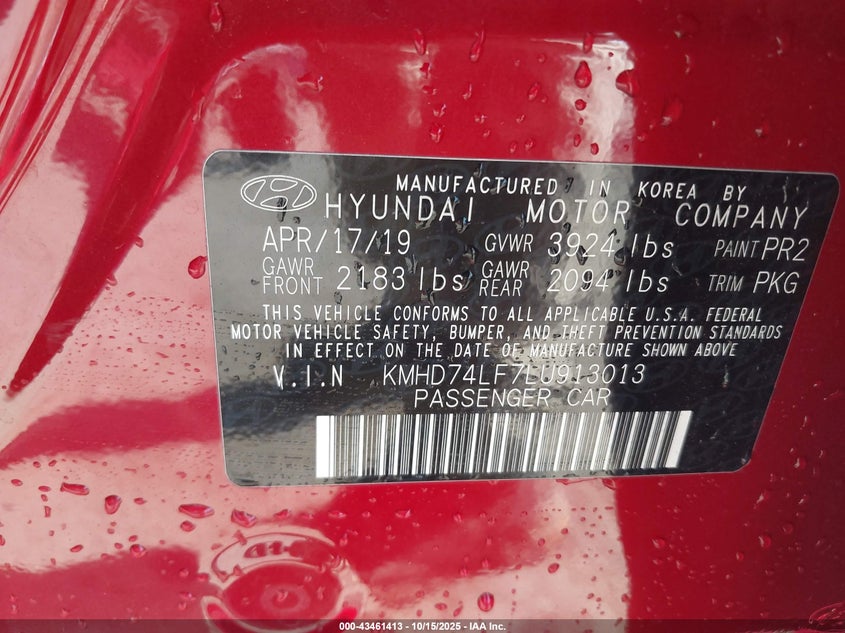 MANUFACTURED IN KOREA BY
HYUNDAI MOTOR COMPANY
APR/17/19 GVWR 3924 lbs PAINT PR2
GAWR FRONT 2183 lbs GAWR REAR 2094 lbs TRIM PKG
THIS VEHICLE CONFORMS TO ALL APPLICABLE U.S.A. FEDERAL
MOTOR VEHICLE SAFETY, BUMPER, AND THEFT PREVENTION STANDARDS
IN EFFECT ON THE DATE OF MANUFACTURE SHOWN ABOVE
V.I.N KMHD74LF7LU913013
PASSENGER CAR
000-43461413 - 10/15/2025 - IAA Inc.